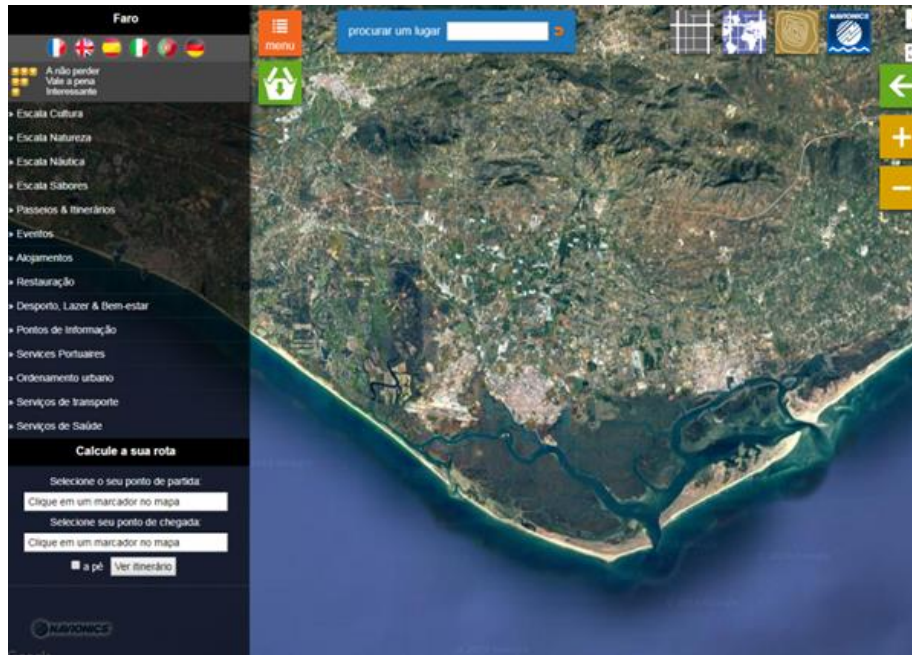 Faro
A não perder
Vale a pena
Interessante
» Escala Cultura
» Escala Natureza
» Escala Náutica
» Escala Sabores
» Passeios & Itinerários
» Eventos
» Alojamentos
» Restauração
» Desporto, Lazer & Bem-estar
» Pontos de Informação
» Services Portuaires
» Ordenamento urbano
» Serviços de transporte
» Serviços de Saúde
Calcule a sua rota
Selecione o seu ponto de partida:
Clique em um marcador no mapa
Selecione seu ponto de chegada:
Clique em um marcador no mapa
a pé Ver itinerário
NAVIONICS
menu
procurar um lugar
NAVIONICS